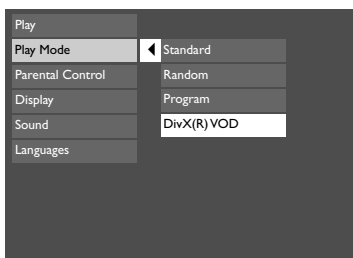 Play
Play Mode
Standard
Parental Control
Random
Display
Program
Sound
DivX(R) VOD
Languages